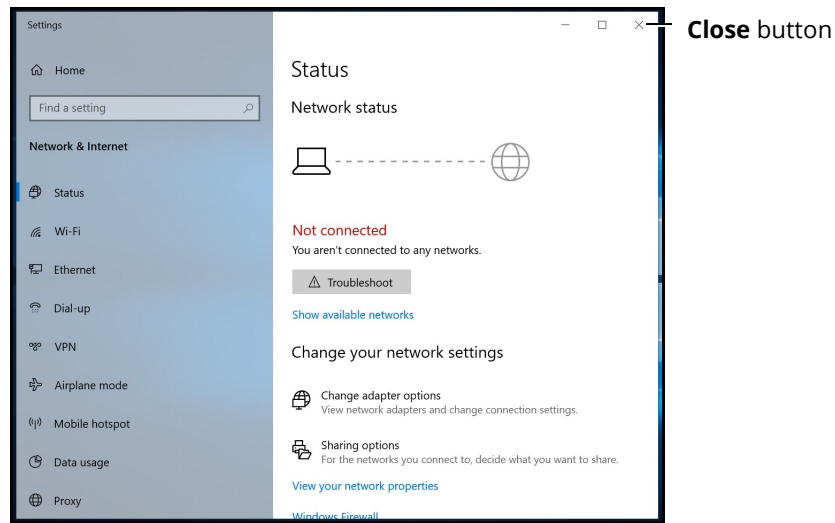 Settings
Close button
Home
Find a setting
Network & Internet
Status
Wi-Fi
Ethernet
Dial-up
VPN
Airplane mode
Mobile hotspot
Data usage
Proxy
Status
Network status
Not connected
You aren't connected to any networks.
Troubleshoot
Show available networks
Change your network settings
Change adapter options
View network adapters and change connection settings.
Sharing options
For the networks you connect to, decide what you want to share.
View your network properties
Windows Firewall